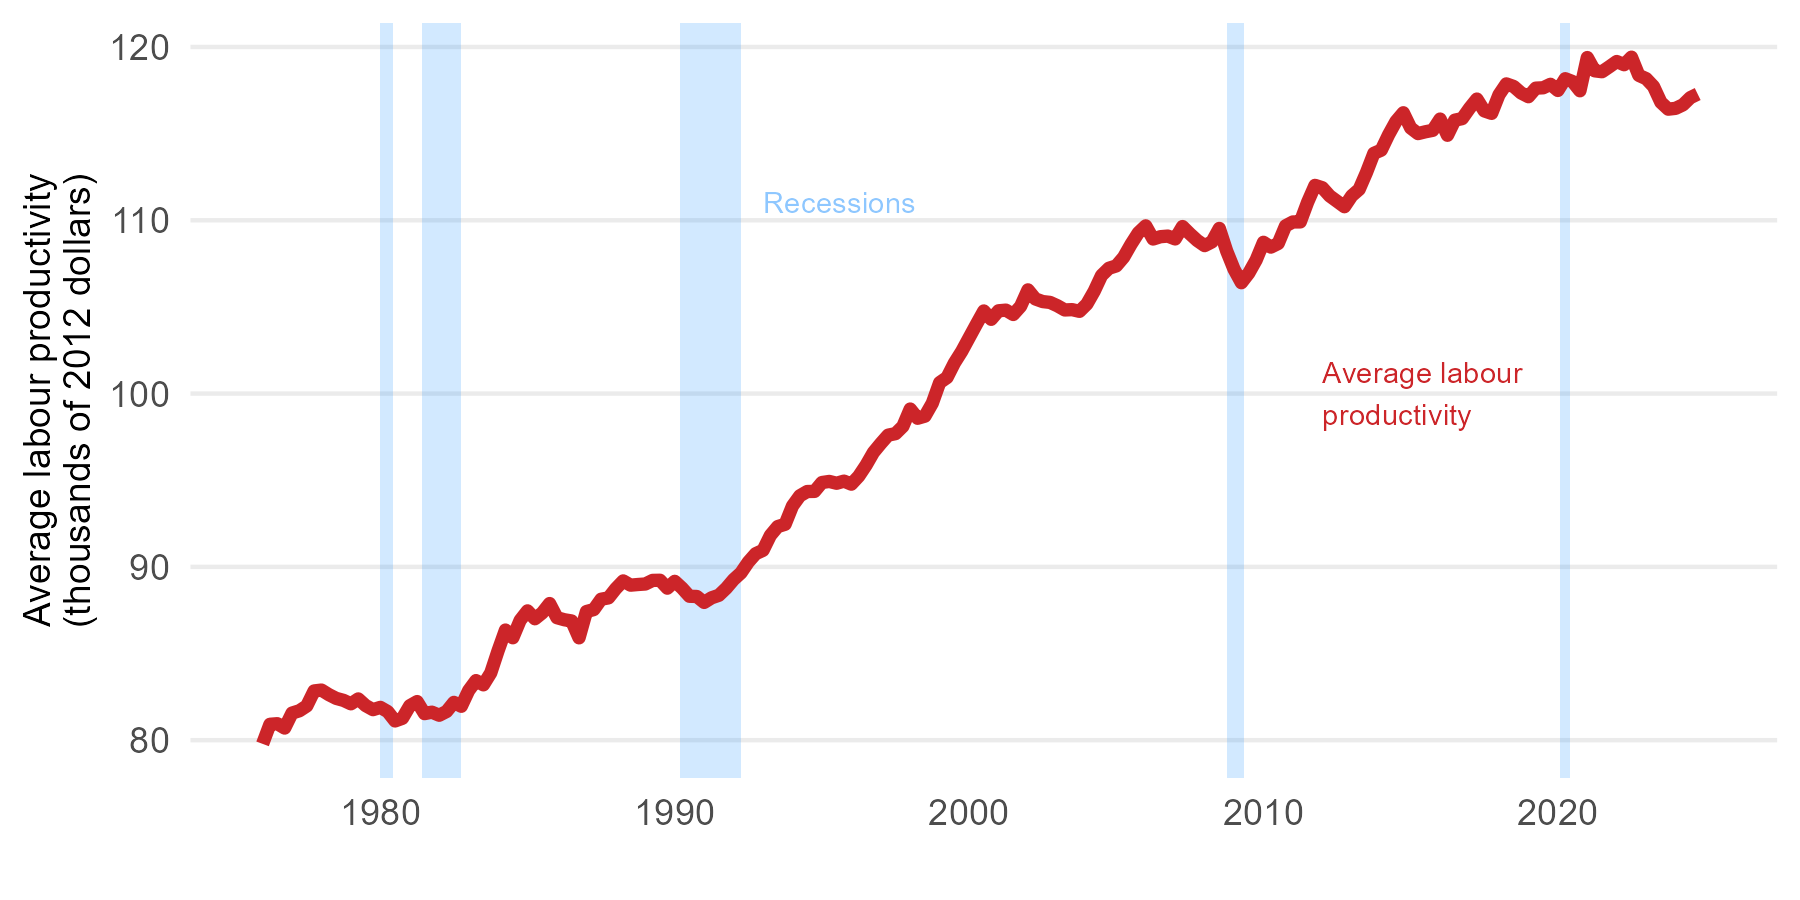 Average labour productivity
(thousands of 2012 dollars)
120
110
100
90
80
Recessions
Average labour
productivity
1980
1990
2000
2010
2020